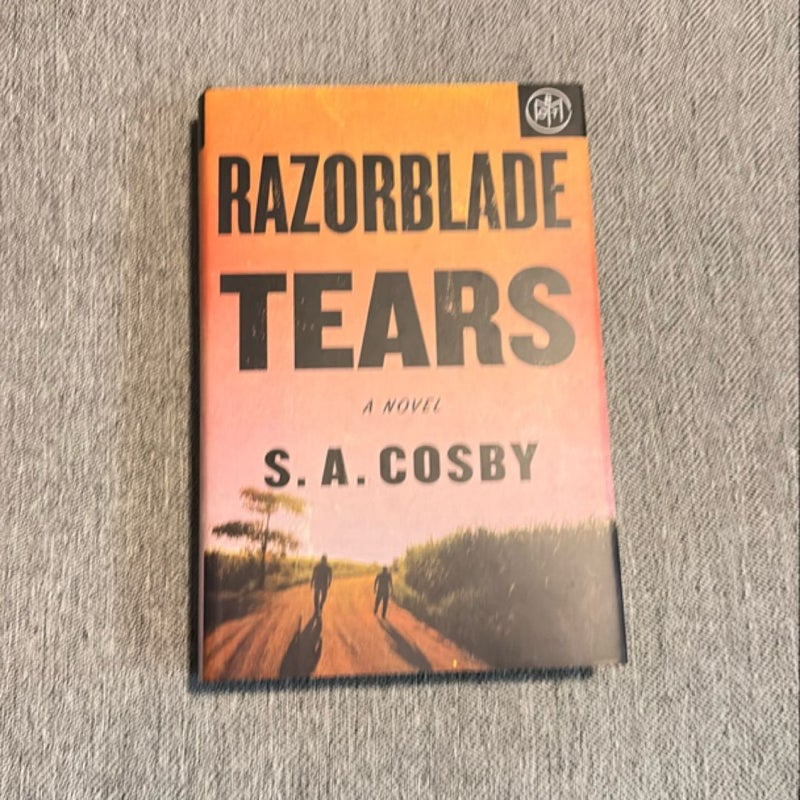 RAZORBLADE
TEARS
A NOVEL
S. A. COSBY